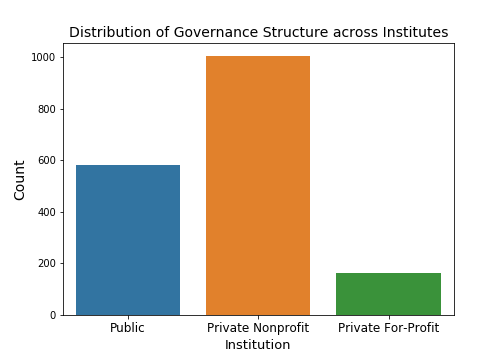 Distribution of Governance Structure across Institutes
1000
800
600
400
200
0
Count
Public Private Nonprofit Private For-Profit
Institution